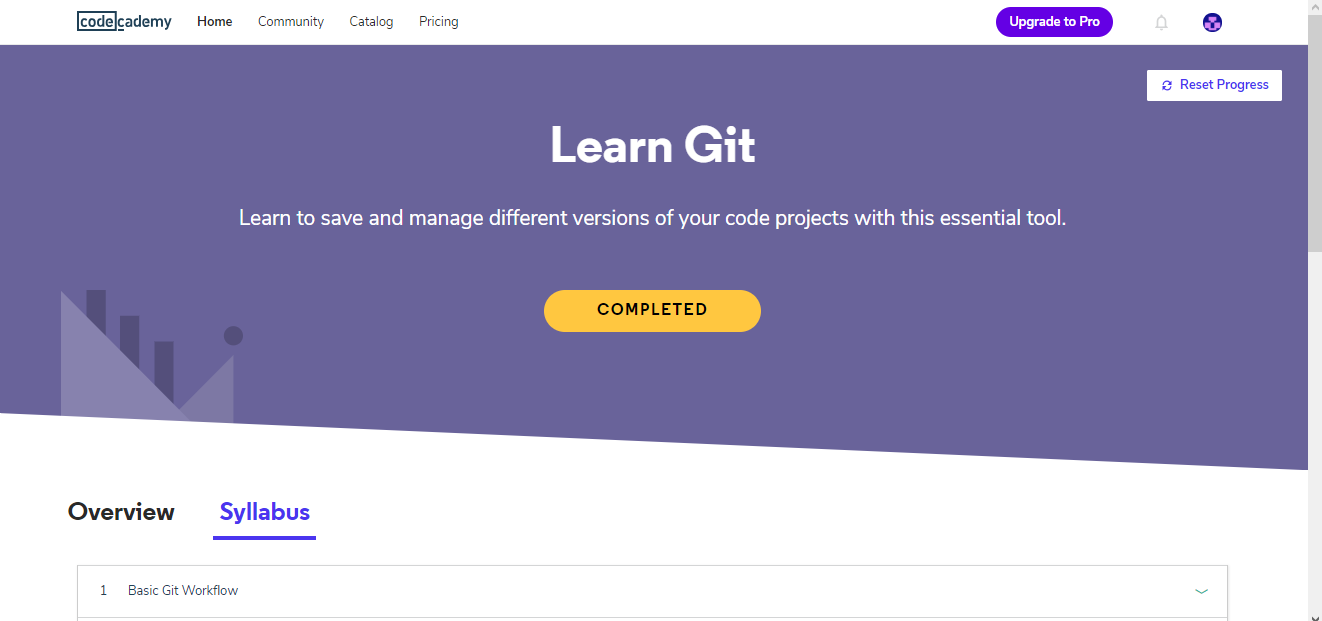 codecademy Home Community Catalog Pricing Upgrade to Pro
Reset Progress
Learn Git
Learn to save and manage different versions of your code projects with this essential tool.
COMPLETED
Overview Syllabus
1 Basic Git Workflow